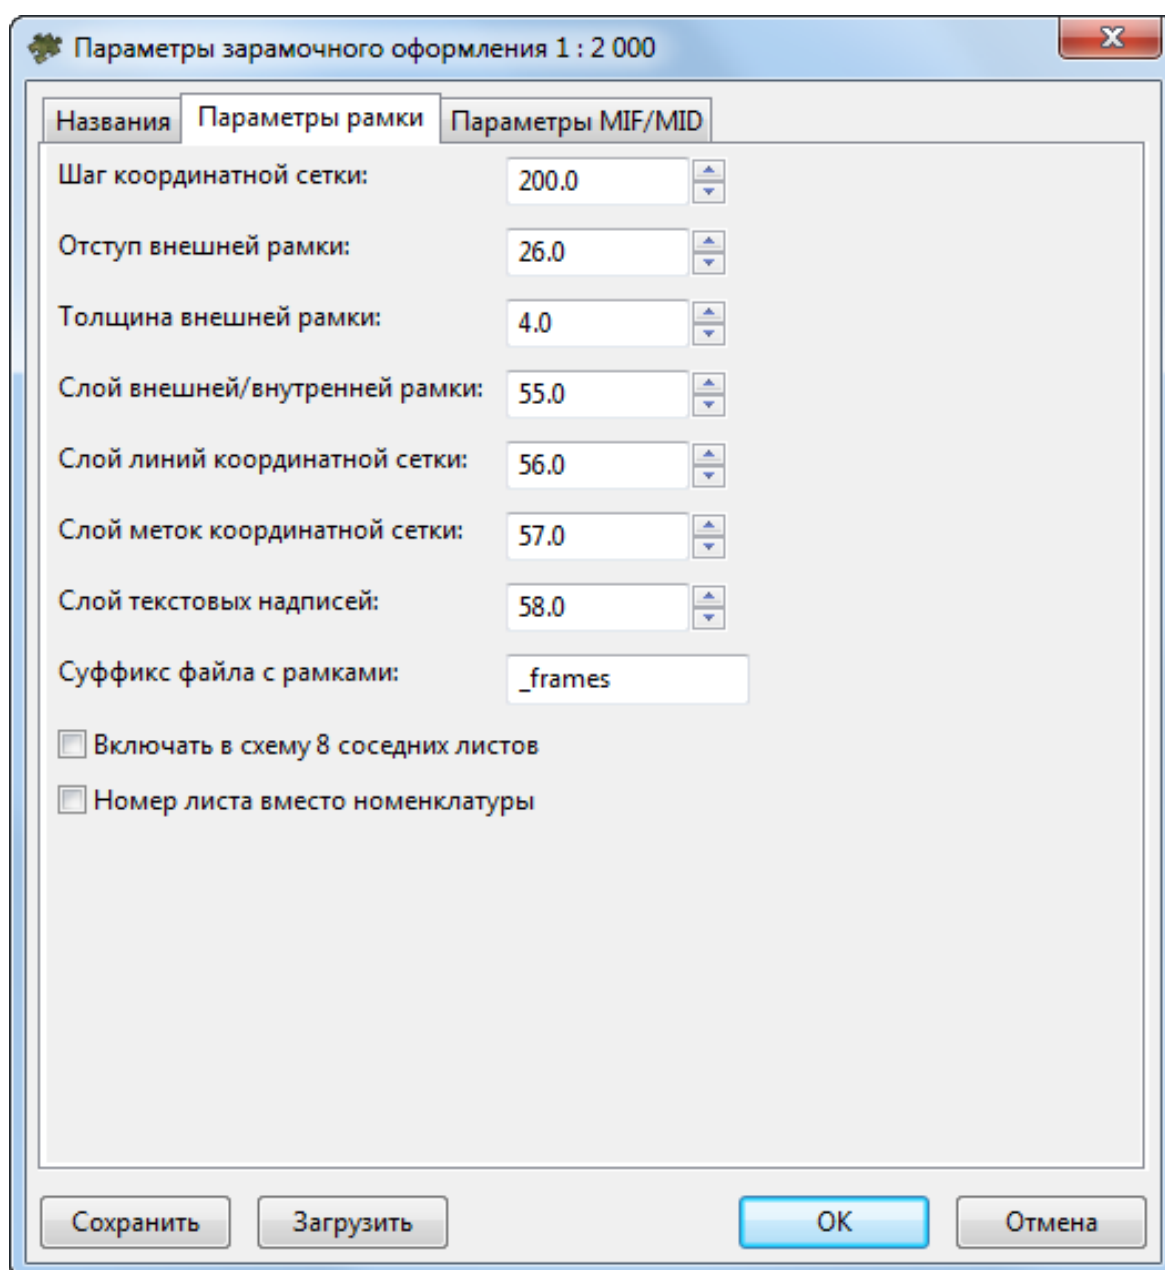 Параметры зарамочного оформления 1 : 2 000
Названия Параметры рамки Параметры MIF/MID
Шаг координатной сетки: 200.0
Отступ внешней рамки: 26.0
Толщина внешней рамки: 4.0
Слой внешней/внутренней рамки: 55.0
Слой линий координатной сетки: 56.0
Слой меток координатной сетки: 57.0
Слой текстовых надписей: 58.0
Суффикс файла с рамками: _frames
Включать в схему 8 соседних листов
Номер листа вместо номенклатуры
Сохранить Загрузить ОК Отмена